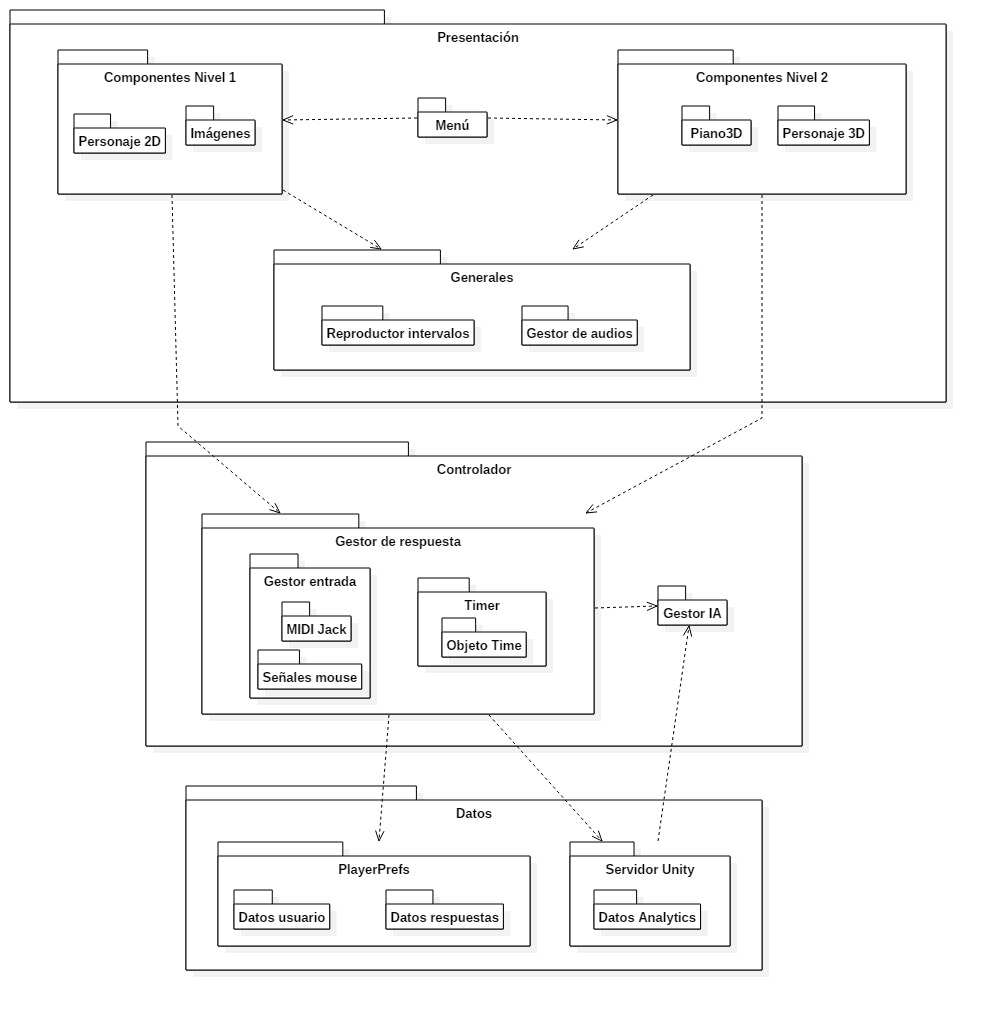 Presentación
Componentes Nivel 1
Personaje 2D
Imágenes
Menú
Componentes Nivel 2
Piano3D
Personaje 3D
Generales
Reproductor intervalos
Gestor de audios
Controlador
Gestor de respuesta
Gestor entrada
MIDI Jack
Señales mouse
Timer
Objeto Time
Gestor IA
Datos
PlayerPrefs
Datos usuario
Datos respuestas
Servidor Unity
Datos Analytics